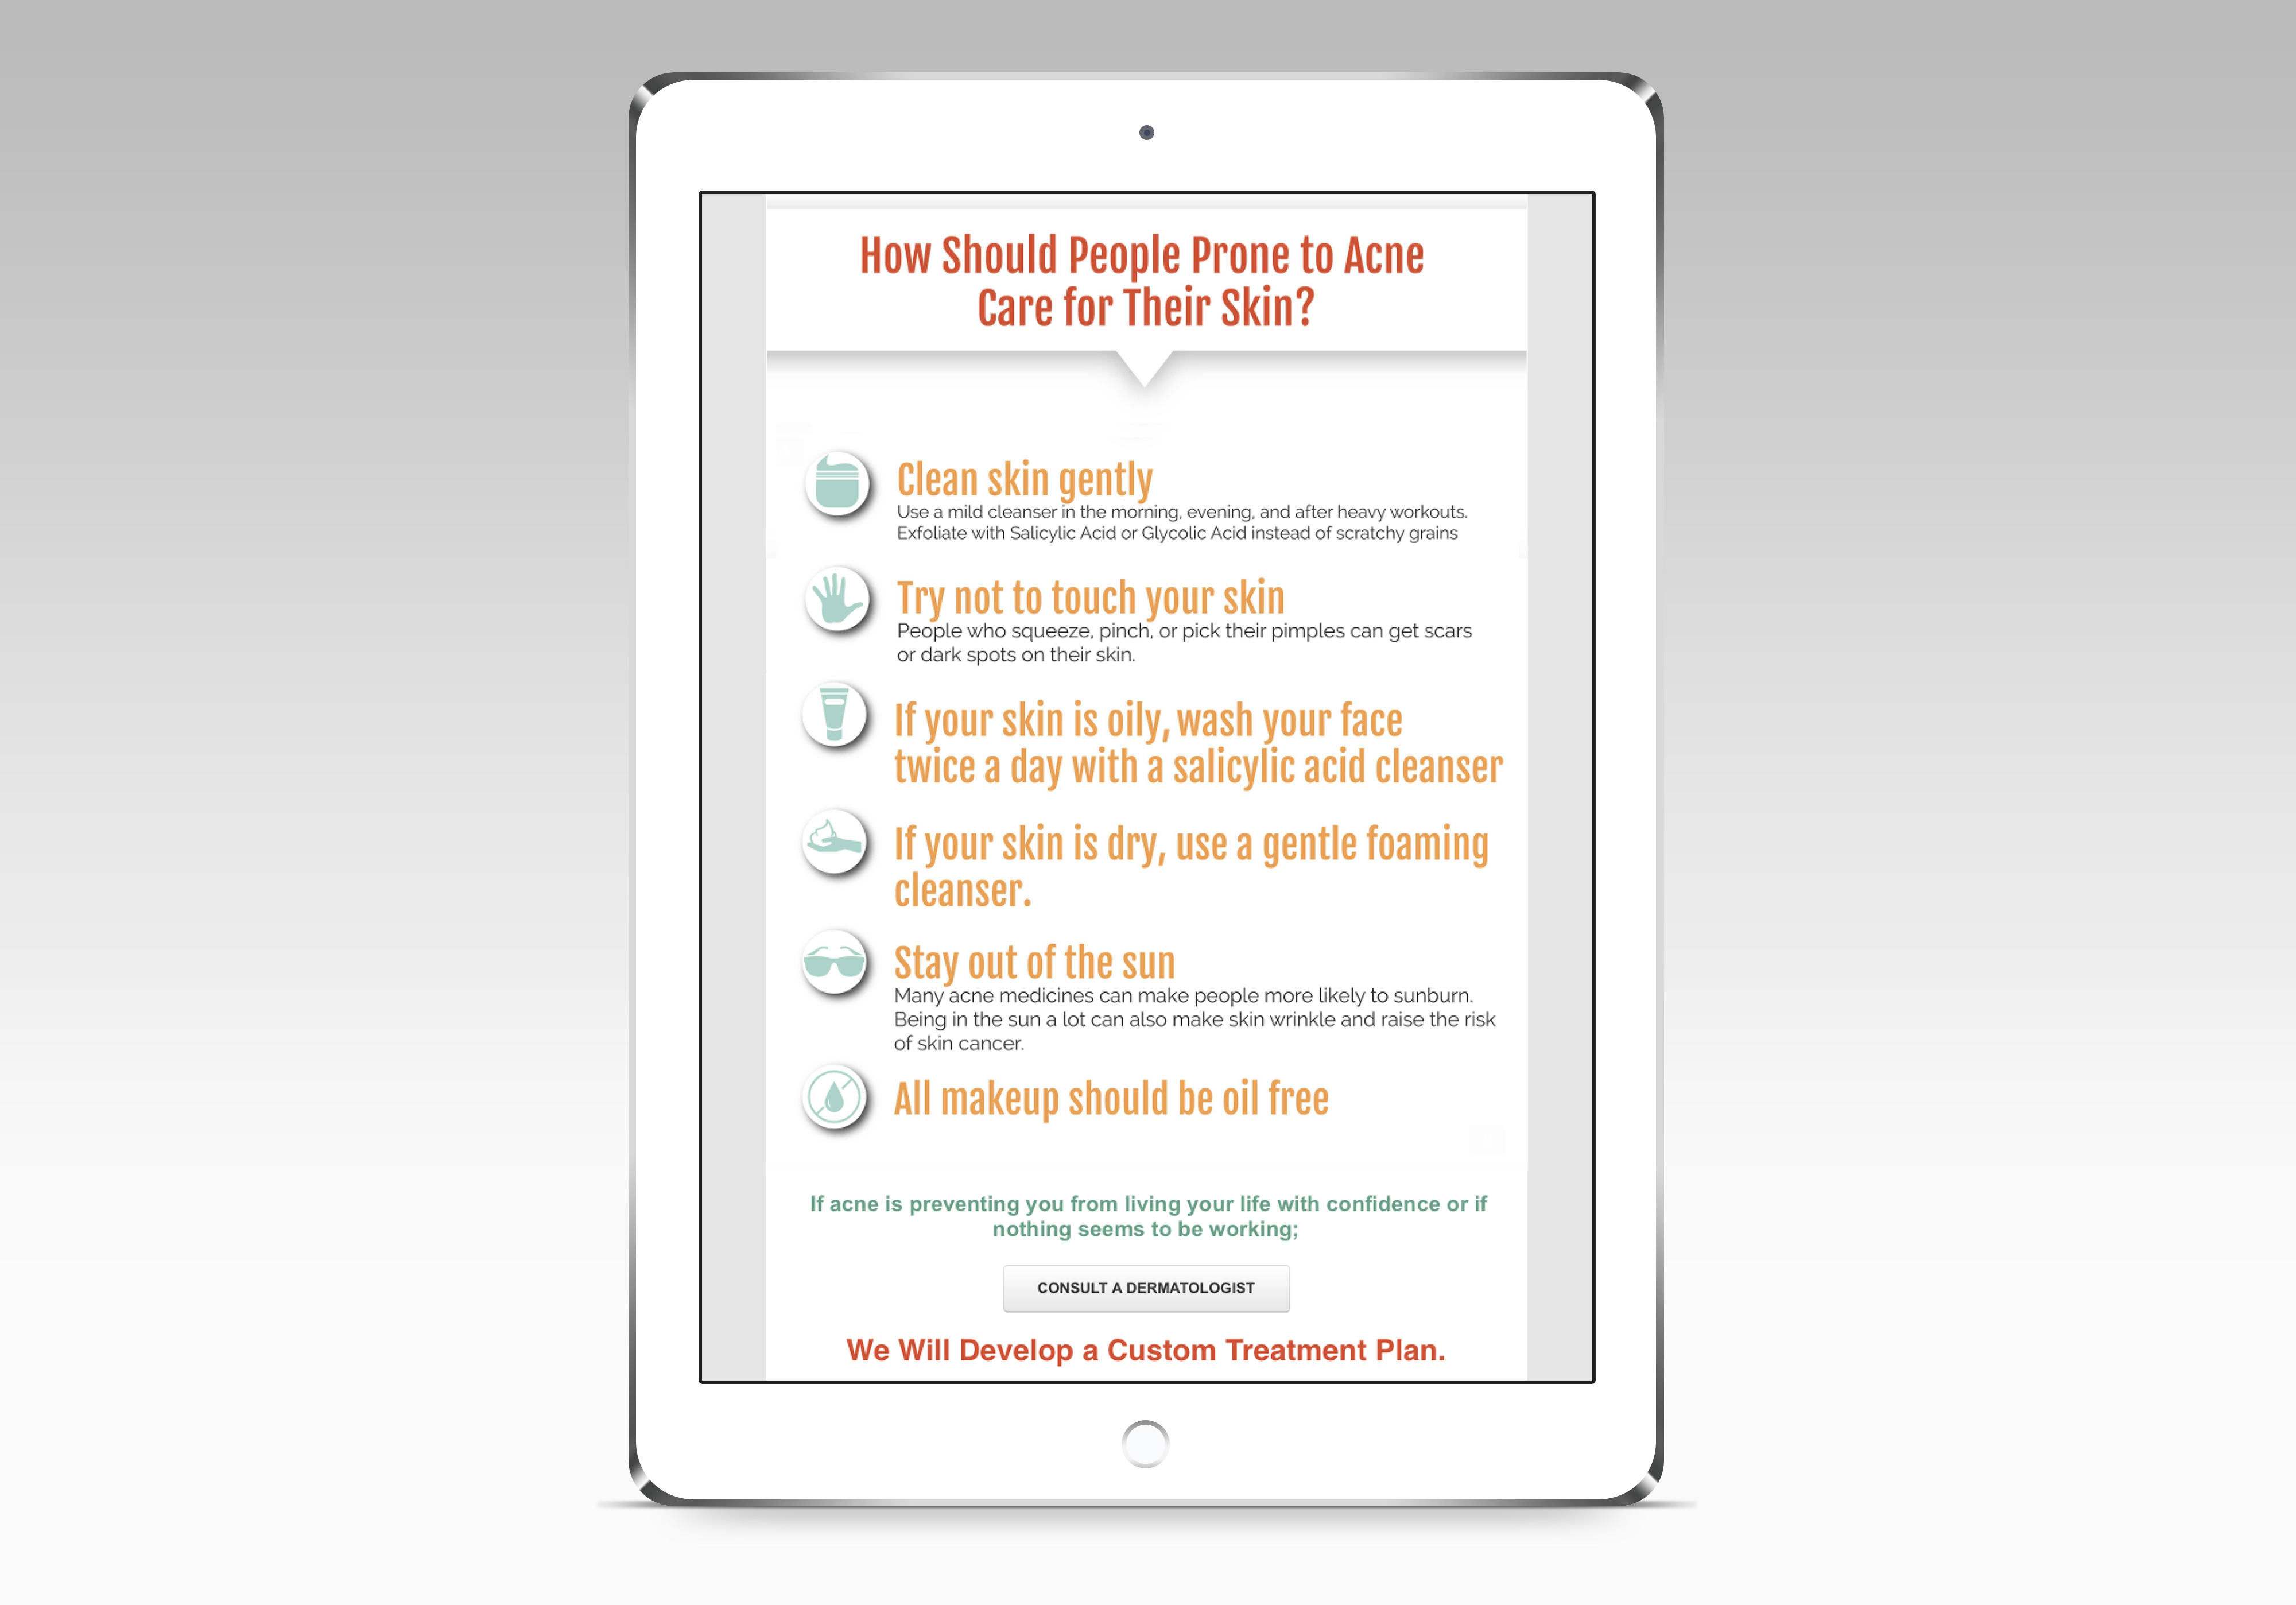 How Should People Prone to Acne
Care for Their Skin?
Clean skin gently
Use a mild cleanser in the morning, evening, and after heavy workouts.
Exfoliate with Salicylic Acid or Glycolic Acid instead of scratchy grains
Try not to touch your skin
People who squeeze, pinch, or pick their pimples can get scars
or dark spots on their skin.
If your skin is oily, wash your face
twice a day with a salicylic acid cleanser
If your skin is dry, use a gentle foaming
cleanser.
Stay out of the sun
Many acne medicines can make people more likely to sunburn.
Being in the sun a lot can also make skin wrinkle and raise the risk
of skin cancer.
All makeup should be oil free
If acne is preventing you from living your life with confidence or if
nothing seems to be working;
CONSULT A DERMATOLOGIST
We Will Develop a Custom Treatment Plan.